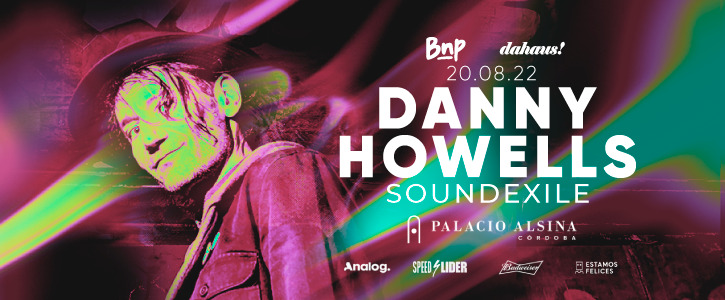 Bnp dahaus!
20.08.22
DANNY
HOWELLS
SOUNDEXILE
PALACIO ALSINA
CÓRDOBA
Analog. SPEED LIDER Budweiser ESTAMOS
FELICES